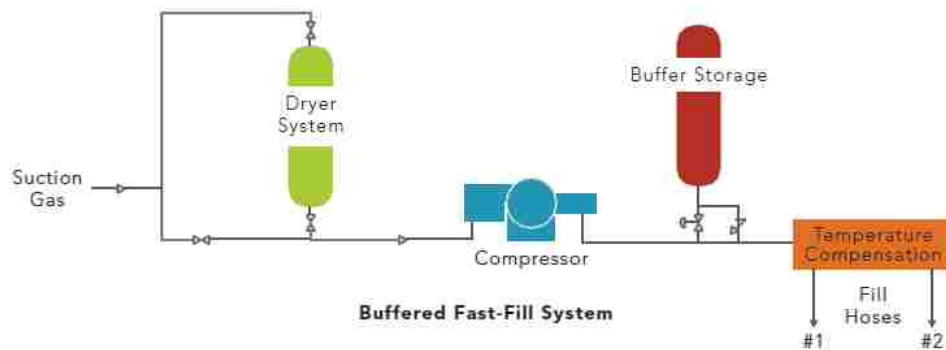 Buffer Storage
Dryer
System
Suction
Gas
Compressor
Temperature
Compensation
Fill
Hoses
#1
#2
Buffered Fast-Fill System